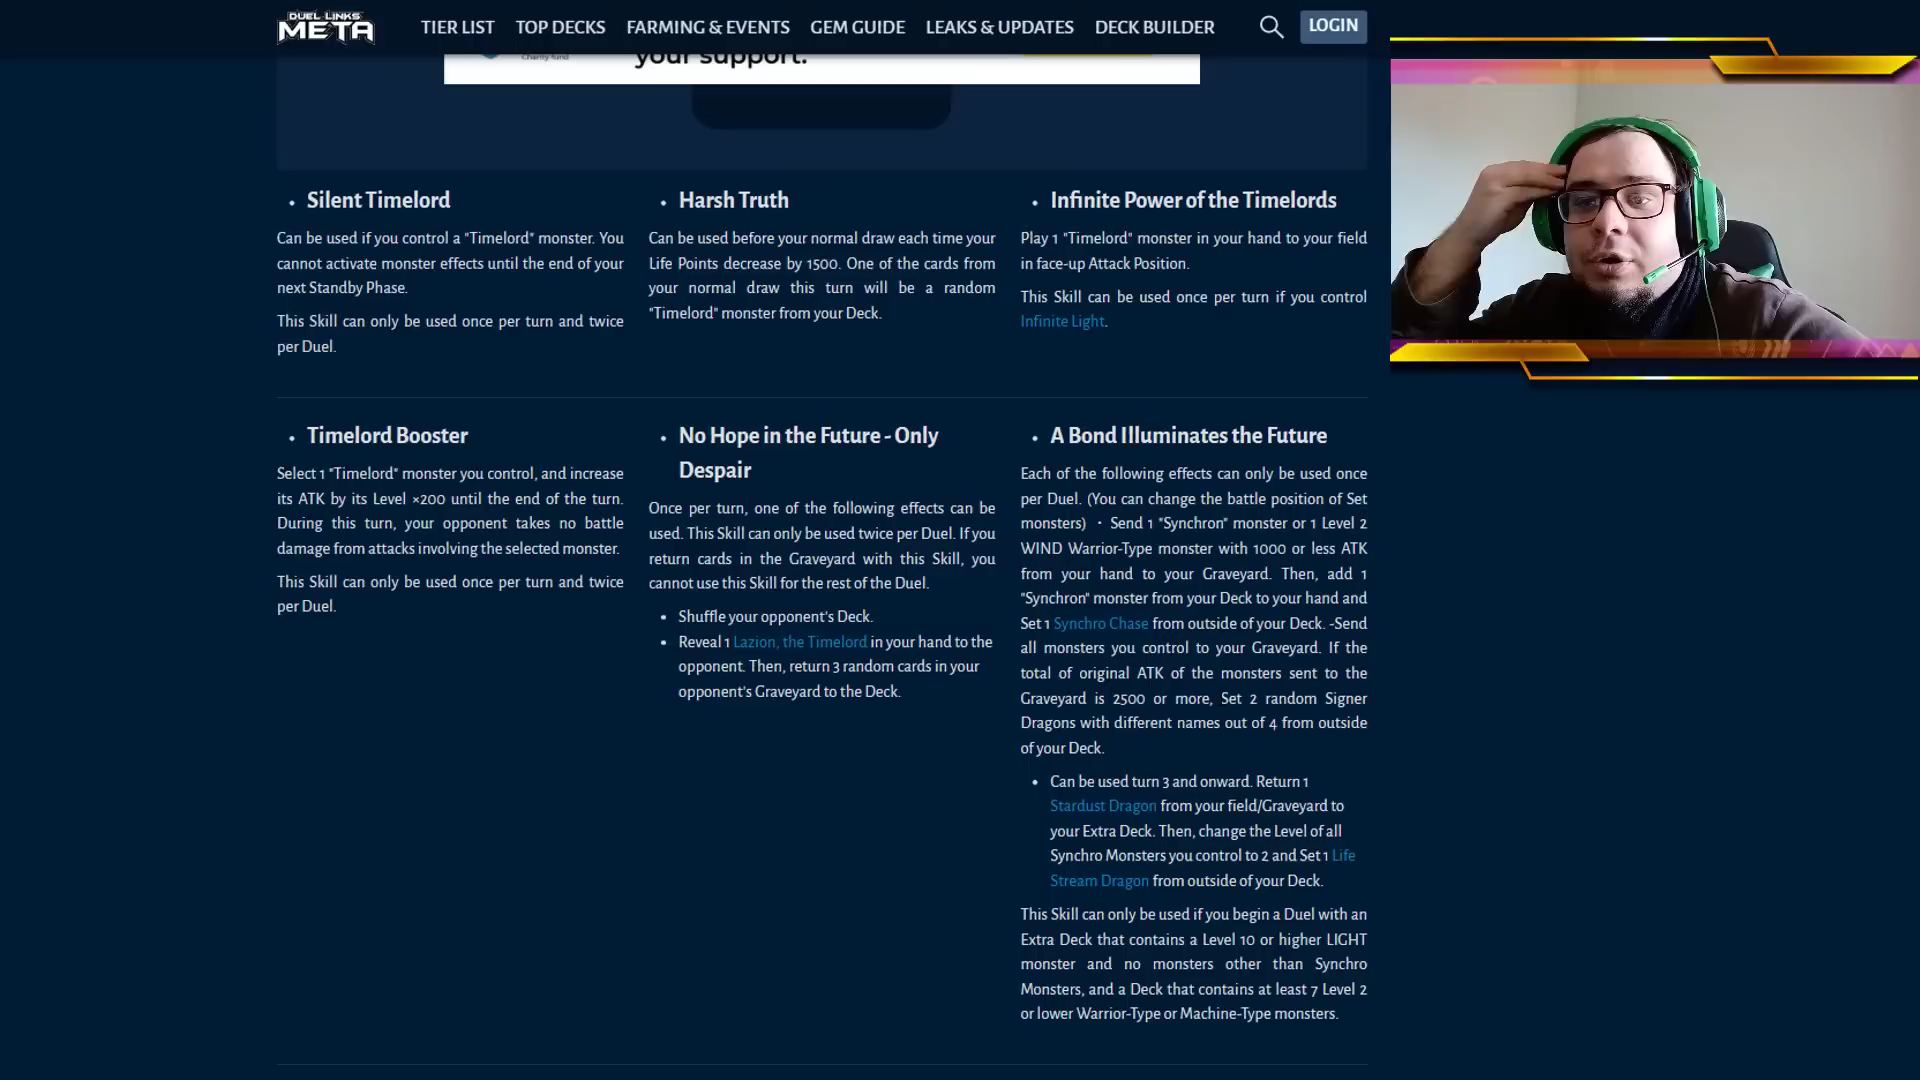 DUEL LINKS
META
TIER LIST
TOP DECKS
FARMING & EVENTS
GEM GUIDE
LEAKS & UPDATES
DECK BUILDER
LOGIN
Charity fund
your support.
• Silent Timelord
Can be used if you control a "Timelord" monster. You
cannot activate monster effects until the end of your
next Standby Phase.
This Skill can only be used once per turn and twice
per Duel.
• Harsh Truth
Can be used before your normal draw each time your
Life Points decrease by 1500. One of the cards from
your normal draw this turn will be a random
"Timelord" monster from your Deck.
• Infinite Power of the Timelords
Play 1 "Timelord" monster in your hand to your field
in face-up Attack Position.
This Skill can be used once per turn if you control
Infinite Light.
• Timelord Booster
Select 1 "Timelord" monster you control, and increase
its ATK by its Level ×200 until the end of the turn.
During this turn, your opponent takes no battle
damage from attacks involving the selected monster.
This Skill can only be used once per turn and twice
per Duel.
• No Hope in the Future - Only
Despair
Once per turn, one of the following effects can be
used. This Skill can only be used twice per Duel. If you
return cards in the Graveyard with this Skill, you
cannot use this Skill for the rest of the Duel.
• Shuffle your opponent's Deck.
• Reveal 1 Lazion, the Timelord in your hand to the
opponent. Then, return 3 random cards in your
opponent's Graveyard to the Deck.
• A Bond Illuminates the Future
Each of the following effects can only be used once
per Duel. (You can change the battle position of Set
monsters) ・ Send 1 "Synchron" monster or 1 Level 2
WIND Warrior-Type monster with 1000 or less ATK
from your hand to your Graveyard. Then, add 1
"Synchron" monster from your Deck to your hand and
Set 1 Synchro Chase from outside of your Deck. -Send
all monsters you control to your Graveyard. If the
total of original ATK of the monsters sent to the
Graveyard is 2500 or more, Set 2 random Signer
Dragons with different names out of 4 from outside
of your Deck.
• Can be used turn 3 and onward. Return 1
Stardust Dragon from your field/Graveyard to
your Extra Deck. Then, change the Level of all
Synchro Monsters you control to 2 and Set 1 Life
Stream Dragon from outside of your Deck.
This Skill can only be used if you begin a Duel with an
Extra Deck that contains a Level 10 or higher LIGHT
monster and no monsters other than Synchro
Monsters, and a Deck that contains at least 7 Level 2
or lower Warrior-Type or Machine-Type monsters.